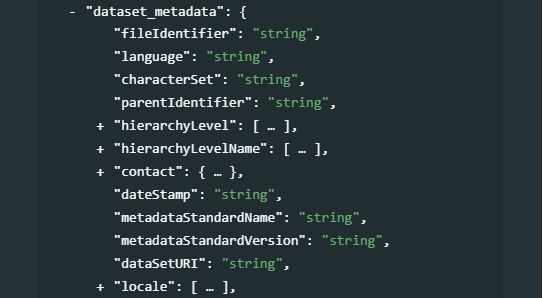 - "dataset_metadata": {
"fileIdentifier": "string",
"language": "string",
"characterSet": "string",
"parentIdentifier": "string",
+ "hierarchyLevel": [ … ],
+ "hierarchyLevelName": [ … ],
+ "contact": { … },
"dateStamp": "string",
"metadataStandardName": "string",
"metadataStandardVersion": "string",
"dataSetURI": "string",
+ "locale": [ … ],